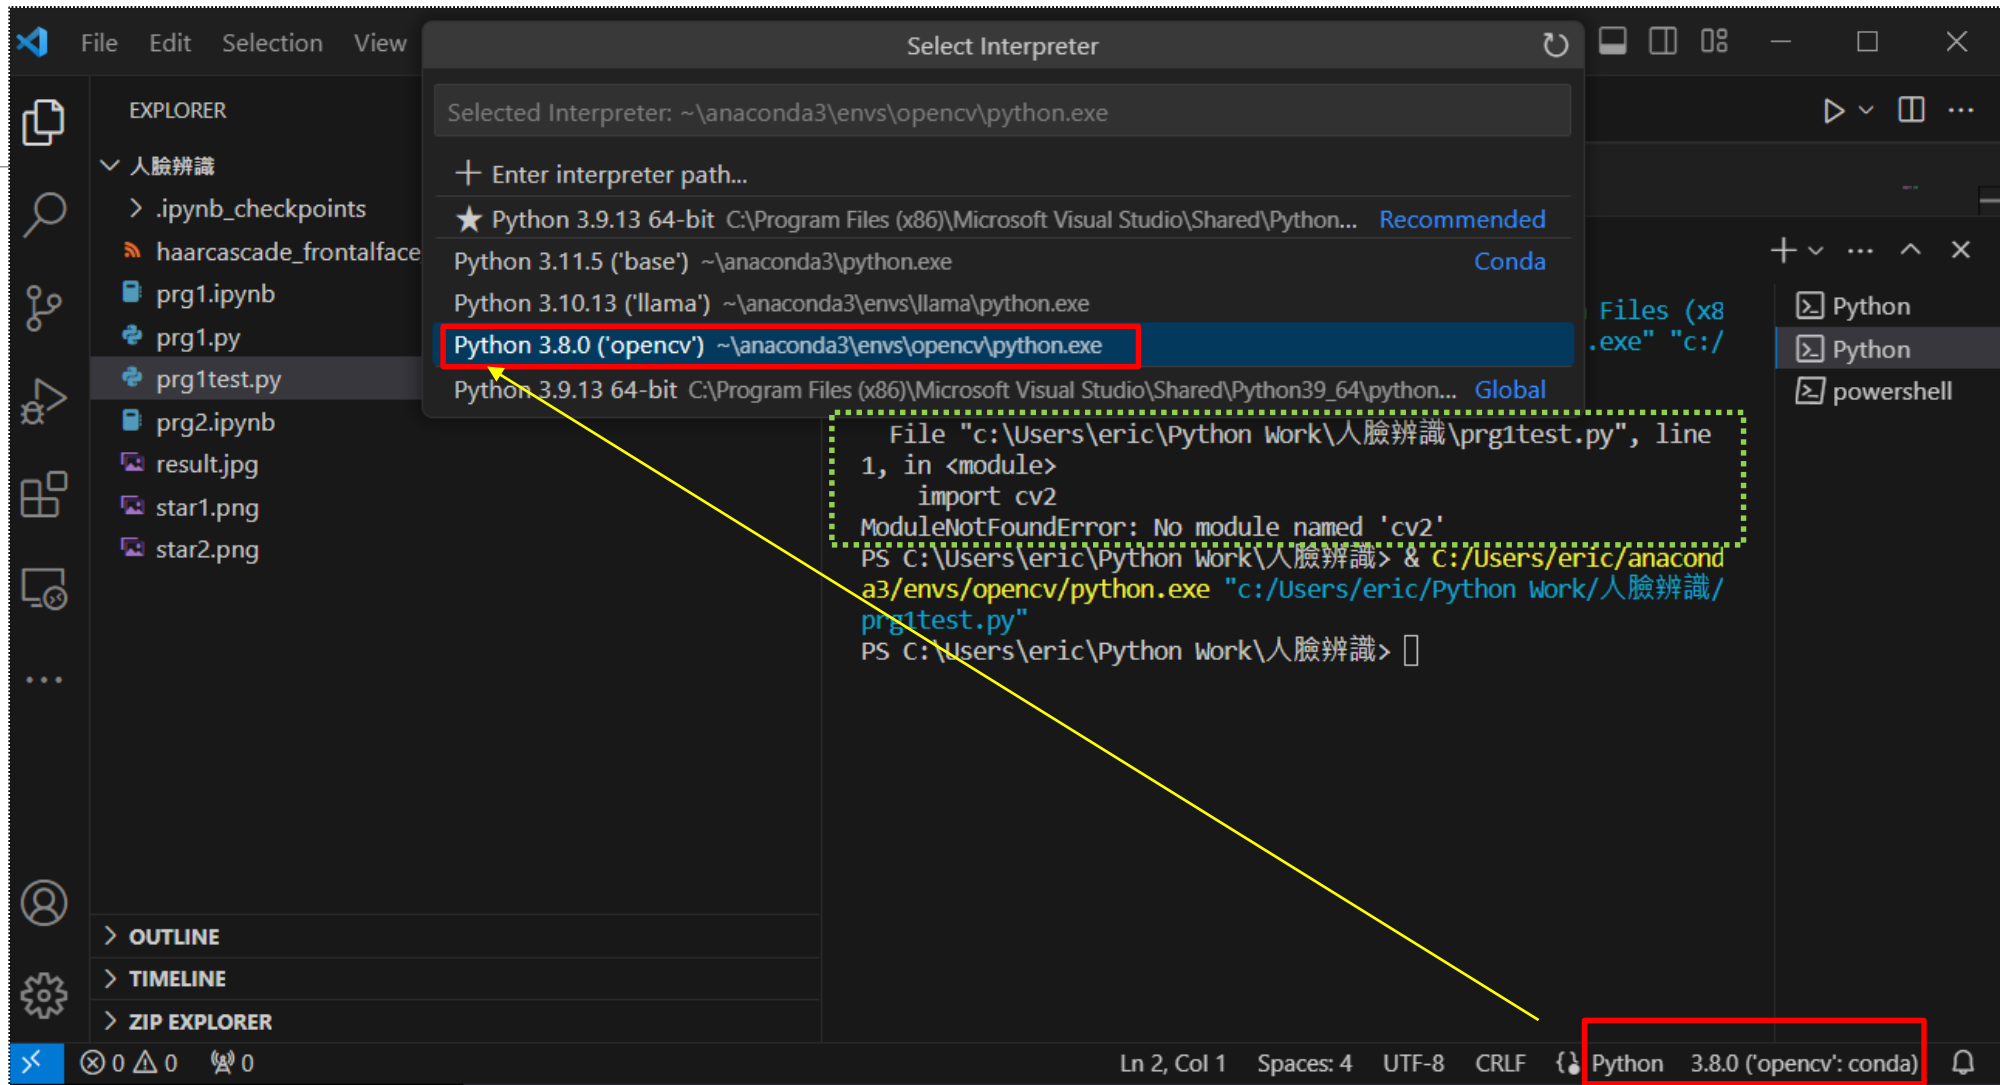 File Edit Selection View
Select Interpreter
Selected Interpreter: ~\anaconda3\envs\opencv\python.exe
+ Enter interpreter path...
★ Python 3.9.13 64-bit C:\Program Files (x86)\Microsoft Visual Studio\Shared\Python... Recommended
Python 3.11.5 ('base') ~\anaconda3\python.exe Conda
Python 3.10.13 ('llama') ~\anaconda3\envs\llama\python.exe
Python 3.8.0 ('opencv') ~\anaconda3\envs\opencv\python.exe
Python 3.9.13 64-bit C:\Program Files (x86)\Microsoft Visual Studio\Shared\Python39_64\python... Global
EXPLORER
人臉辨識
.ipynb_checkpoints
haarcascade_frontalface
prg1.ipynb
prg1.py
prg1test.py
prg2.ipynb
result.jpg
star1.png
star2.png
OUTLINE
TIMELINE
ZIP EXPLORER
Files (x8
.exe" "c:/
File "c:\Users\eric\Python Work\人臉辨識\prg1test.py", line
1, in <module>
import cv2
ModuleNotFoundError: No module named 'cv2'
PS C:\Users\eric\Python Work\人臉辨識> & C:/Users/eric/anacond
a3/envs/opencv/python.exe "c:/Users/eric/Python Work/人臉辨識/
prg1test.py"
PS C:\Users\eric\Python Work\人臉辨識>
Python
Python
powershell
0 0 0
Ln 2, Col 1 Spaces: 4 UTF-8 CRLF {} Python 3.8.0 ('opencv': conda)